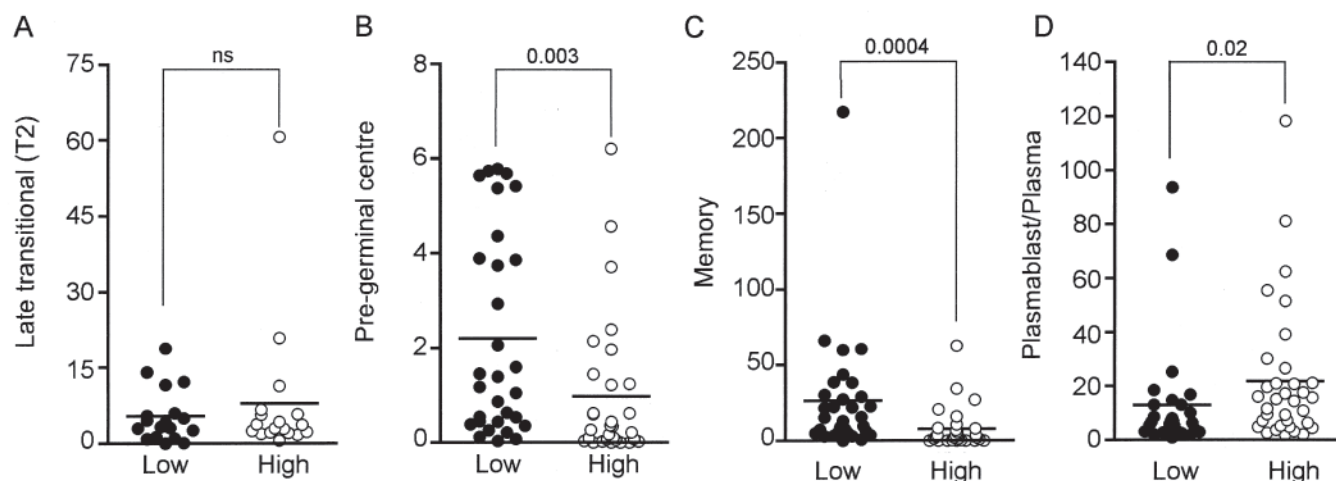 A
Late transitional (T2)
75
60
45
30
15
0
ns
Low
High
B
Pre-germinal centre
8
6
4
2
0
0.003
Low
High
C
Memory
250
200
150
100
50
0
0.0004
Low
High
D
Plasmablast/Plasma
140
120
100
80
60
40
20
0
0.02
Low
High